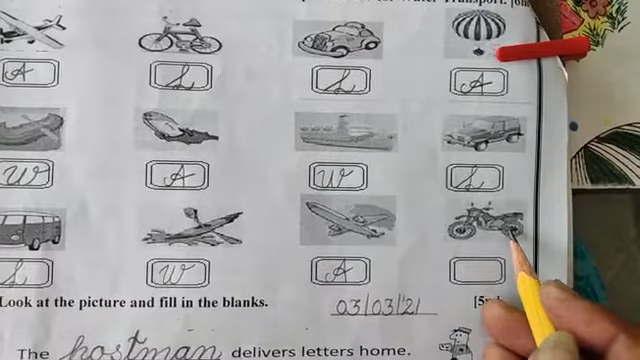 for Water Transport.
A L L A
W A W L
L W A
Look at the picture and fill in the blanks. 03/03/21
The postman delivers letters home.